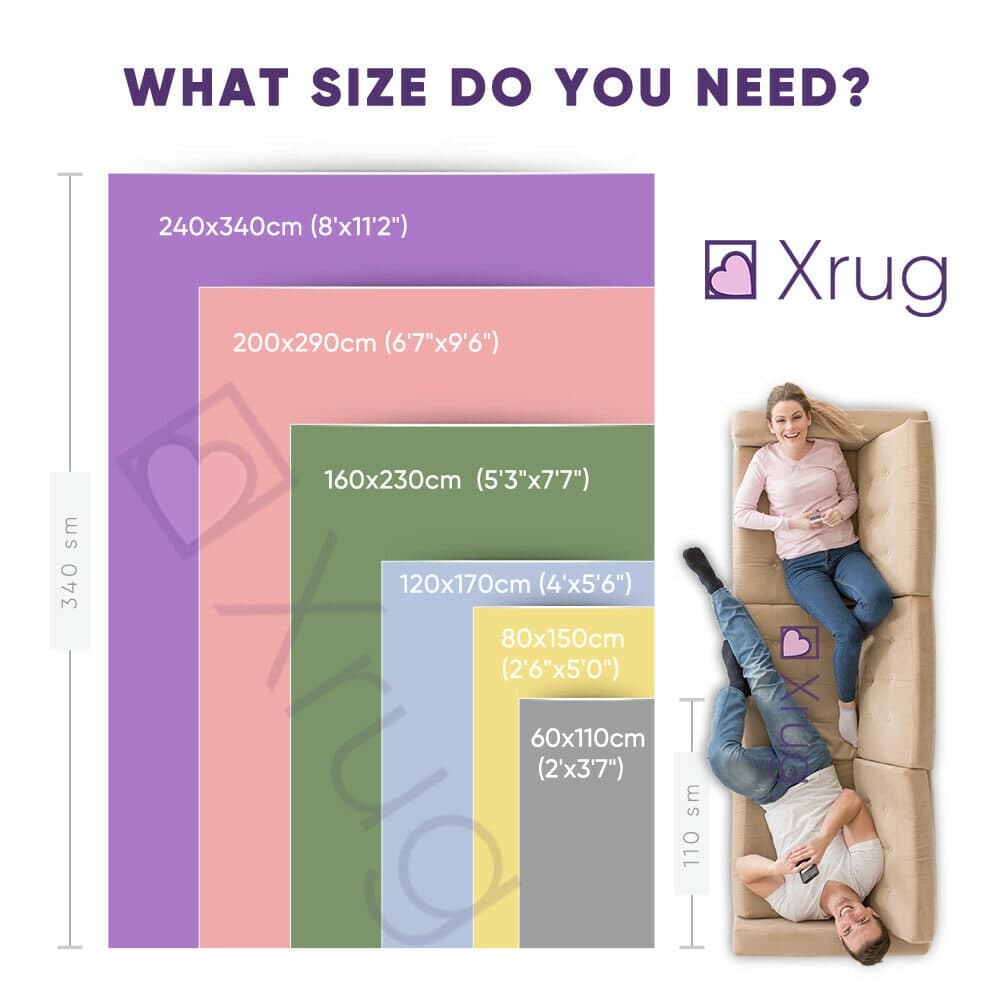 WHAT SIZE DO YOU NEED?
240x340cm (8'x11'2")
Xrug
200x290cm (6'7"x9'6")
160x230cm (5'3"x7'7")
340 sm
Xrug
120x170cm (4'x5'6")
80x150cm
(2'6"x5'0")
Xrug
60x110cm
(2'x3'7")
110 sm